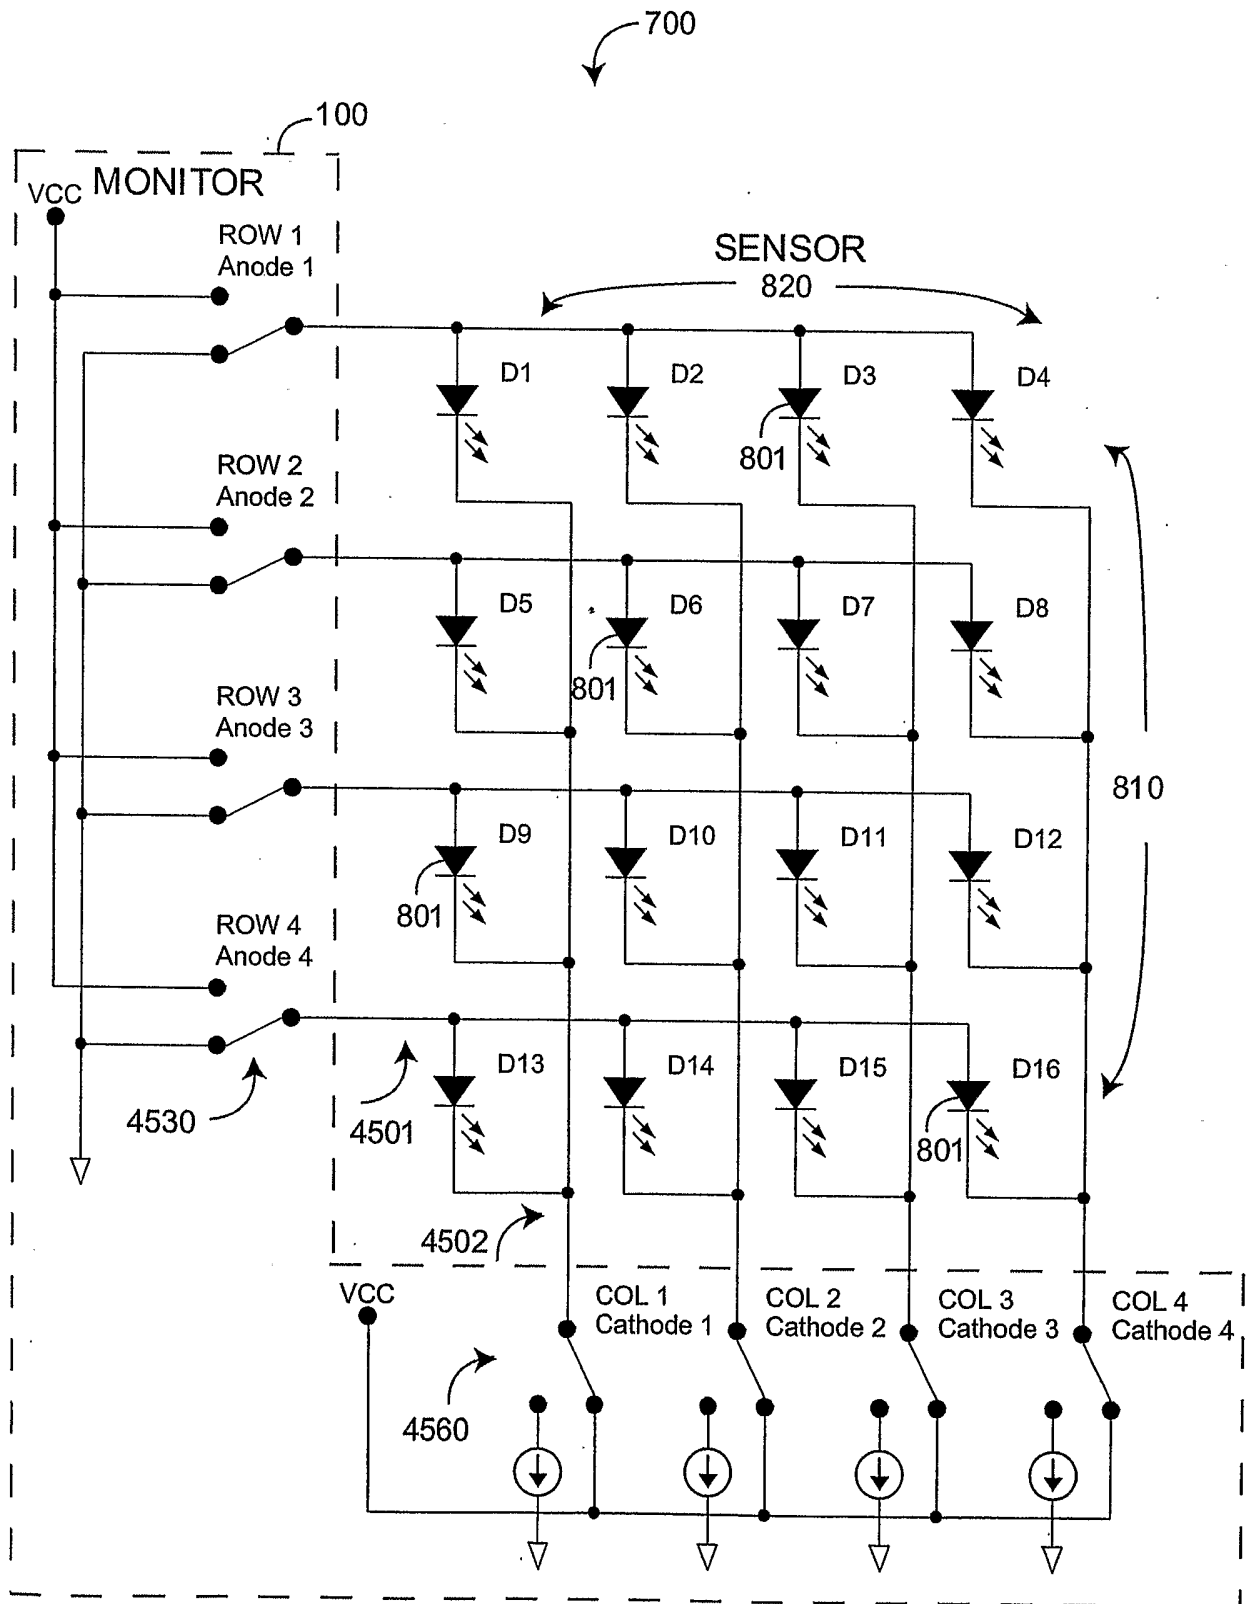 700
100
MONITOR
VCC
ROW 1
Anode 1
SENSOR
820
D1
D2
D3
D4
801
ROW 2
Anode 2
D5
D6
D7
D8
801
ROW 3
Anode 3
810
D9
D10
D11
D12
801
ROW 4
Anode 4
D13
D14
D15
D16
4530
4501
801
4502
VCC
COL 1
Cathode 1
COL 2
Cathode 2
COL 3
Cathode 3
COL 4
Cathode 4
4560